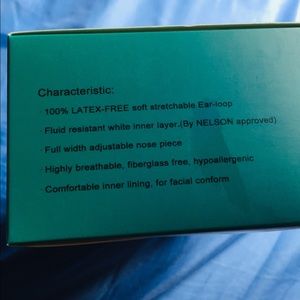 Characteristic:
100% LATEX-FREE soft stretchable Ear-loop
Fluid resistant white inner layer.(By NELSON approved)
Full width adjustable nose piece
Highly breathable, fiberglass free, hypoallergenic
Comfortable inner lining, for facial conform